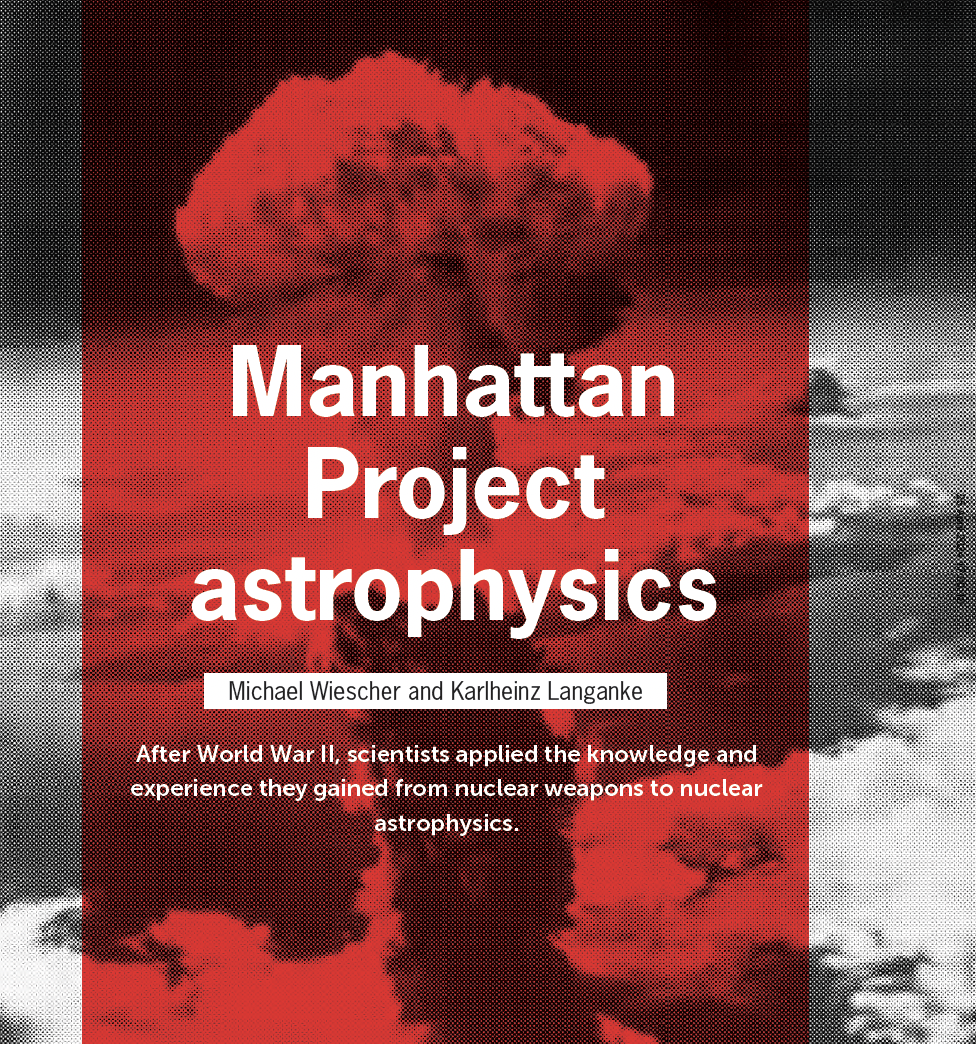 Manhattan
Project
astrophysics
Michael Wiescher and Karlheinz Langanke
After World War II, scientists applied the knowledge and
experience they gained from nuclear weapons to nuclear
astrophysics.